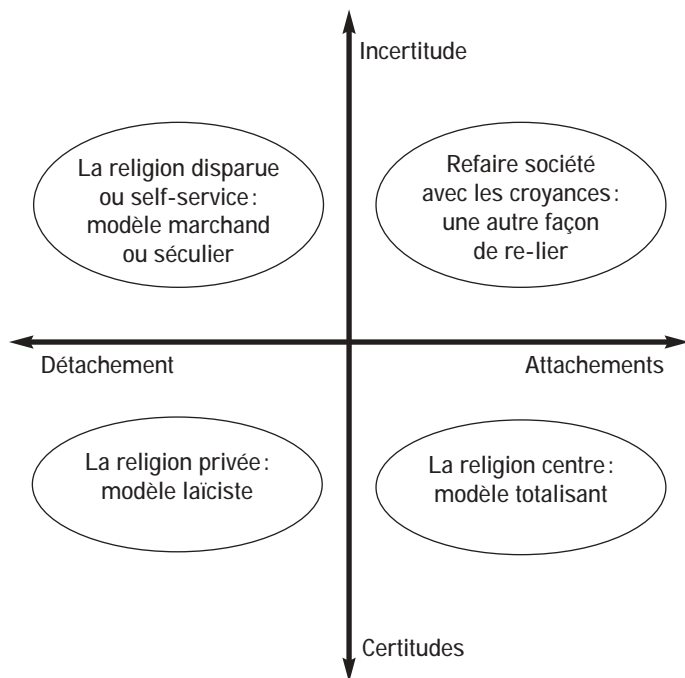 Incertitude
La religion disparue
ou self-service :
modèle marchand
ou séculier
Refaire société
avec les croyances :
une autre façon
de re-lier
Détachement
Attachements
La religion privée :
modèle laïciste
La religion centre :
modèle totalisant
Certitudes